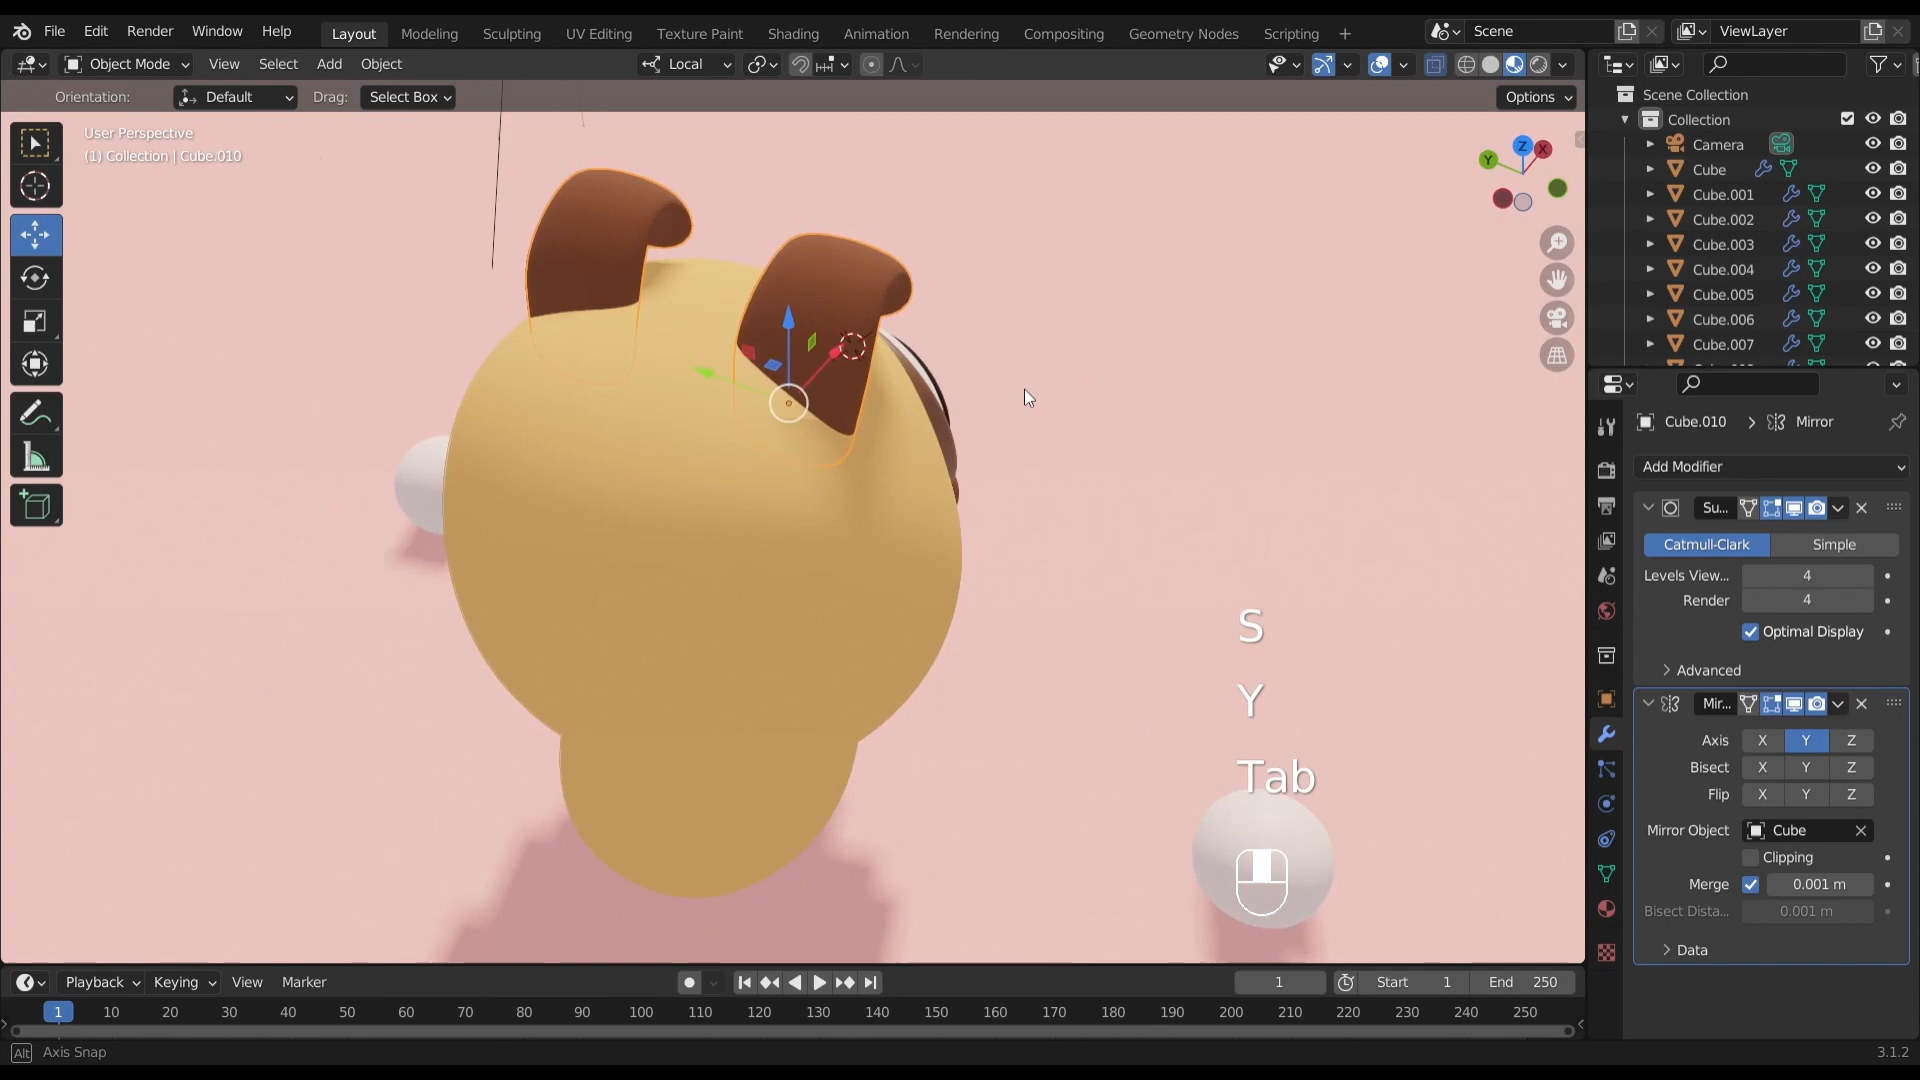 File Edit Render Window Help Layout Modeling Sculpting UV Editing Texture Paint Shading Animation Rendering Compositing Geometry Nodes Scripting + Scene ViewLayer
Object Mode View Select Add Object Local
Orientation: Default Drag: Select Box Options
User Perspective
(1) Collection | Cube.010
Z
X
Y
S
Y
Tab
Scene Collection
Collection
Camera
Cube
Cube.001
Cube.002
Cube.003
Cube.004
Cube.005
Cube.006
Cube.007
Cube.010 > Mirror
Add Modifier
Su...
Catmull-Clark Simple
Levels View... 4
Render 4
Optimal Display
Advanced
Mir...
Axis X Y Z
Bisect X Y Z
Flip X Y Z
Mirror Object Cube
Clipping
Merge 0.001 m
Bisect Dista... 0.001 m
Data
Playback Keying View Marker 1 Start 1 End 250
1 10 20 30 40 50 60 70 80 90 100 110 120 130 140 150 160 170 180 190 200 210 220 230 240 250
Alt Axis Snap 3.1.2